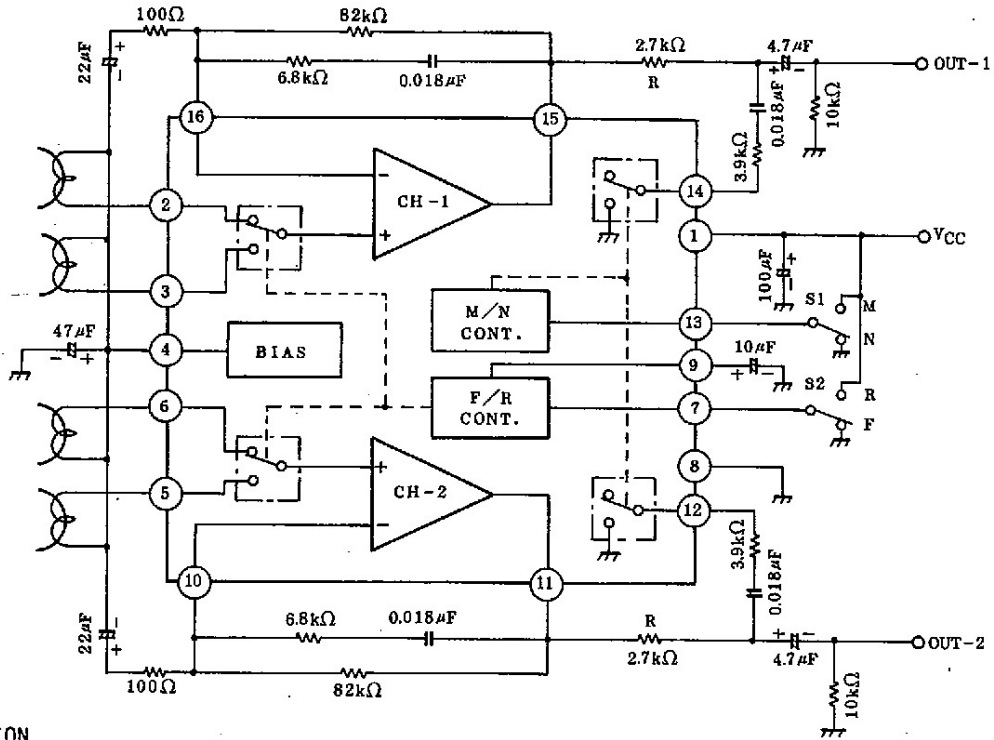 100Ω
82kΩ
22μF
+
-
6.8kΩ
0.018μF
2.7kΩ
R
4.7μF
+
-
OUT-1
0.018μF
3.9kΩ
10kΩ
16
15
2
CH-1
-
+
14
1
VCC
3
100μF
+
-
S1
M
N
M/N
CONT.
13
47μF
-
+
4
BIAS
9
10μF
+
-
S2
R
F
6
F/R
CONT.
7
8
5
CH-2
+
-
12
10
11
3.9kΩ
0.018μF
22μF
-
+
6.8kΩ
0.018μF
R
2.7kΩ
+
-
4.7μF
OUT-2
100Ω
82kΩ
10kΩ
ION